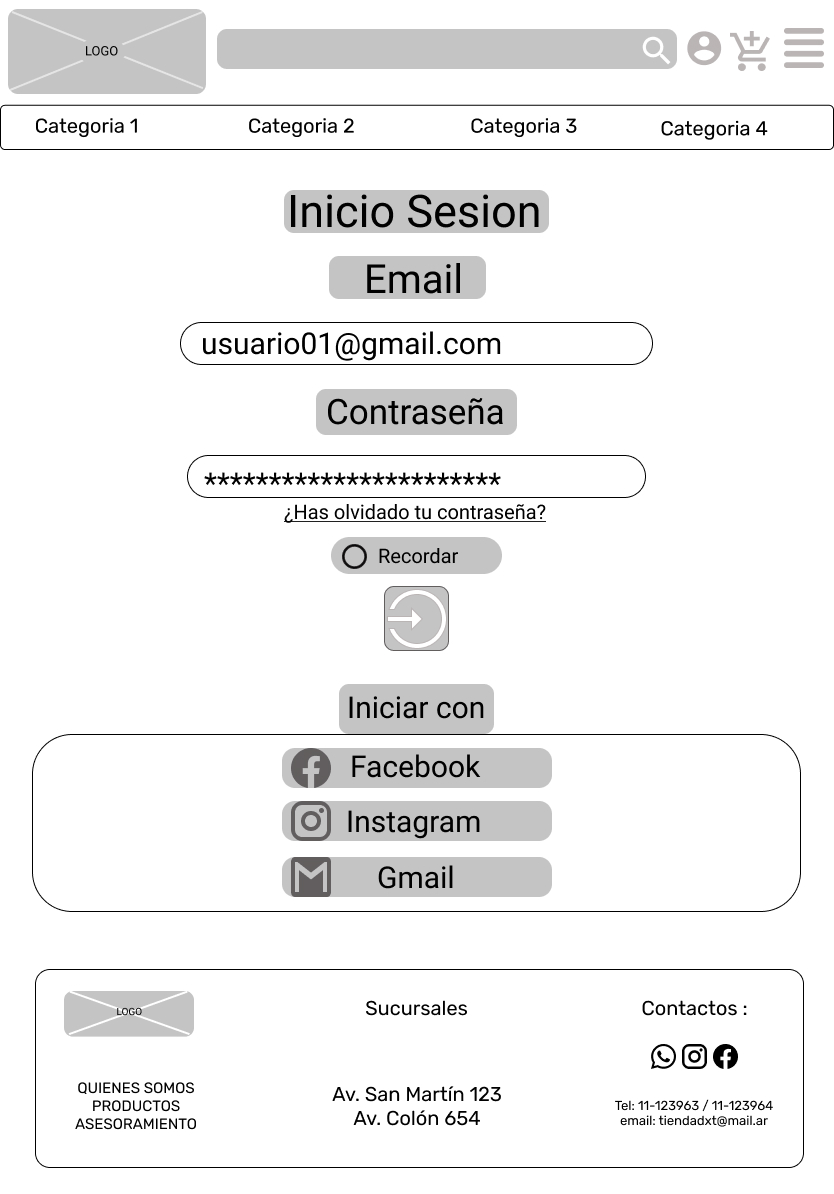 LOGO
Categoria 1
Categoria 2
Categoria 3
Categoria 4
Inicio Sesion
Email
usuario01@gmail.com
Contraseña
***********************
¿Has olvidado tu contraseña?
Recordar
Iniciar con
Facebook
Instagram
Gmail
LOGO
QUIENES SOMOS
PRODUCTOS
ASESORAMIENTO
Sucursales
Av. San Martín 123
Av. Colón 654
Contactos :
Tel: 11-123963 / 11-123964
email: tiendadxt@mail.ar